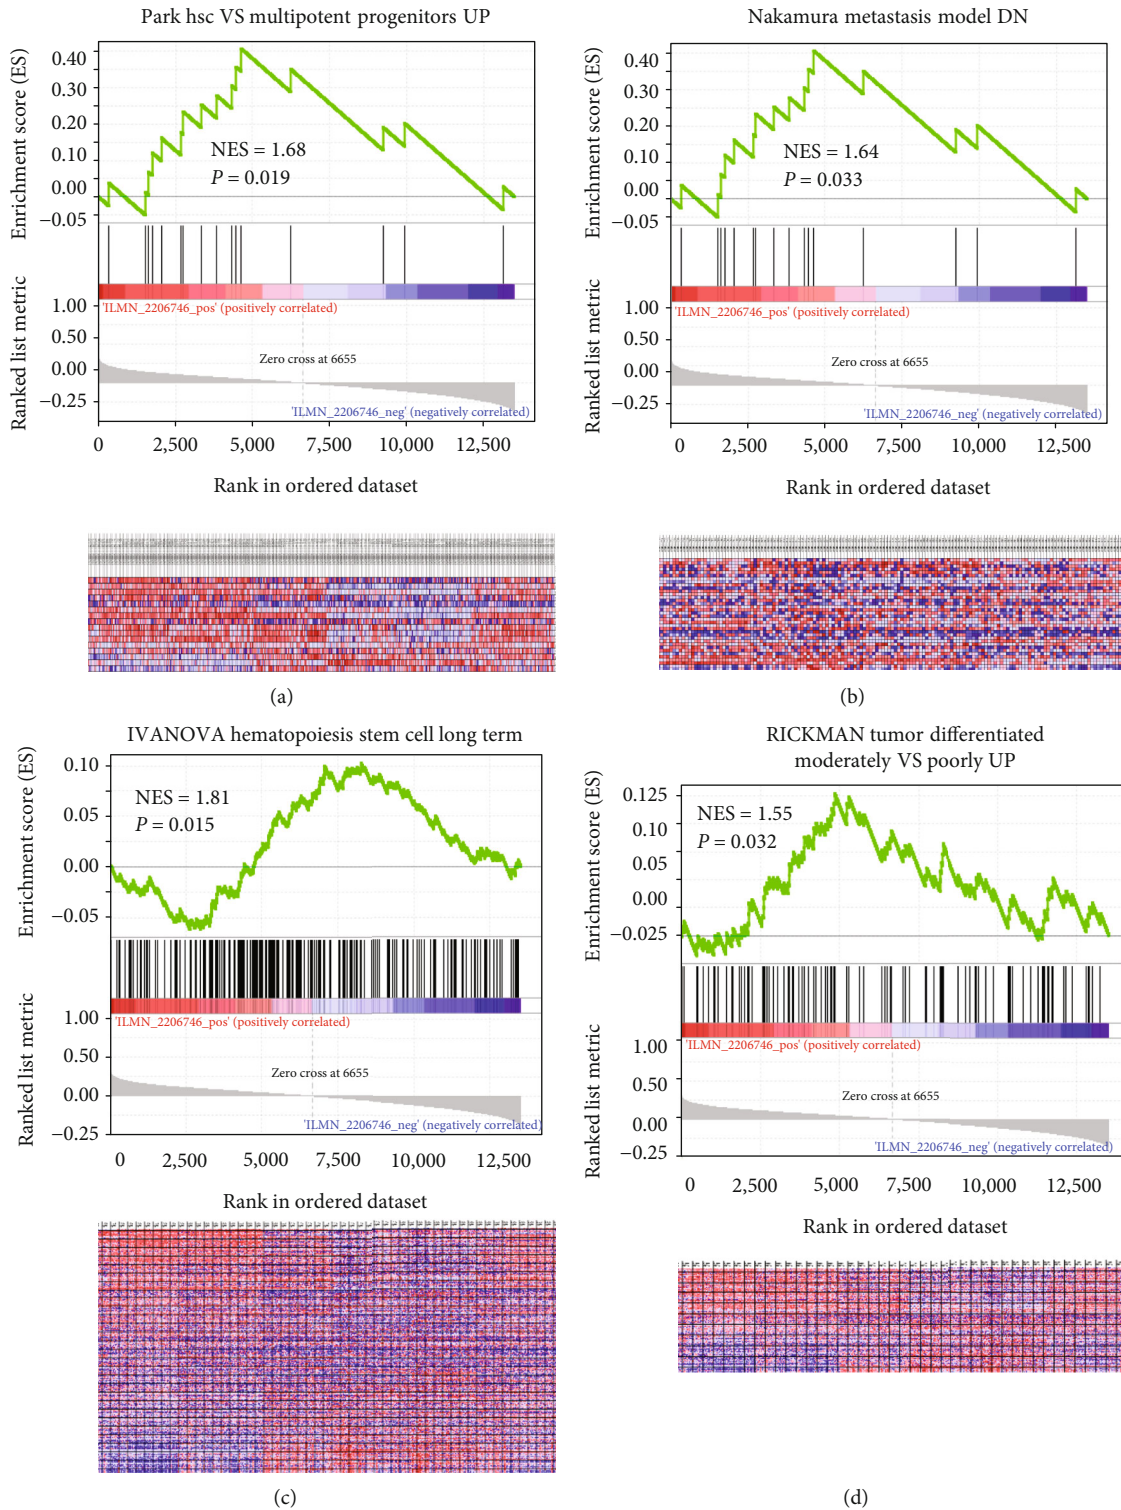 Park hsc VS multipotent progenitors UP
Enrichment score (ES)
0.40
0.30
0.20
0.10
0.00
−0.05
NES = 1.68
P = 0.019
Ranked list metric
1.00
0.50
0.00
−0.25
'ILMN_2206746_pos' (positively correlated)
Zero cross at 6655
'ILMN_2206746_neg' (negatively correlated)
0 2,500 5,000 7,500 10,000 12,500
Rank in ordered dataset
(a)
Nakamura metastasis model DN
Enrichment score (ES)
0.40
0.30
0.20
0.10
0.00
−0.05
NES = 1.64
P = 0.033
Ranked list metric
1.00
0.50
0.00
−0.25
'ILMN_2206746_pos' (positively correlated)
Zero cross at 6655
'ILMN_2206746_neg' (negatively correlated)
0 2,500 5,000 7,500 10,000 12,500
Rank in ordered dataset
(b)
IVANOVA hematopoiesis stem cell long term
Enrichment score (ES)
0.10
0.05
0.00
−0.05
NES = 1.81
P = 0.015
Ranked list metric
1.00
0.50
0.00
−0.25
'ILMN_2206746_pos' (positively correlated)
Zero cross at 6655
'ILMN_2206746_neg' (negatively correlated)
0 2,500 5,000 7,500 10,000 12,500
Rank in ordered dataset
(c)
RICKMAN tumor differentiated
moderately VS poorly UP
Enrichment score (ES)
0.125
0.10
0.05
0.00
−0.025
NES = 1.55
P = 0.032
Ranked list metric
1.00
0.50
0.00
−0.25
'ILMN_2206746_pos' (positively correlated)
Zero cross at 6655
'ILMN_2206746_neg' (negatively correlated)
0 2,500 5,000 7,500 10,000 12,500
Rank in ordered dataset
(d)